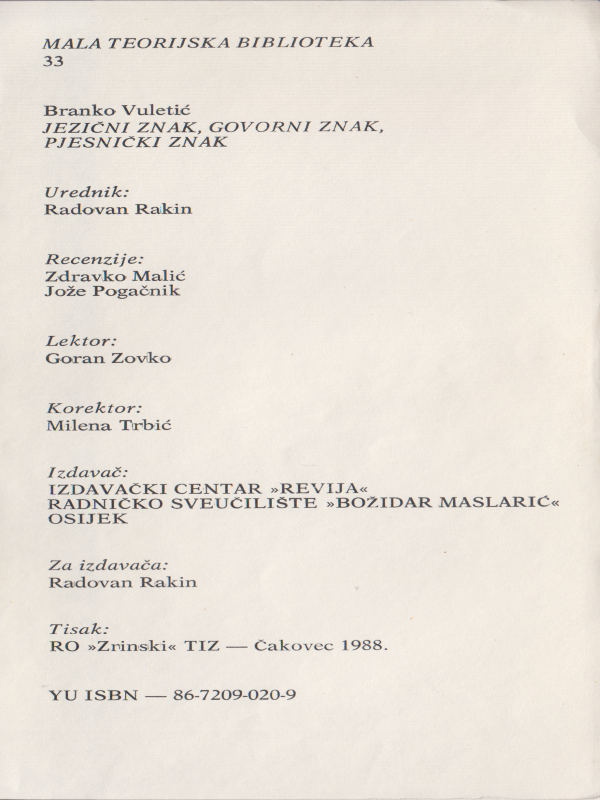 MALA TEORIJSKA BIBLIOTEKA
33
Branko Vuletić
JEZIČNI ZNAK, GOVORNI ZNAK,
PJESNIČKI ZNAK
Urednik:
Radovan Rakin
Recenzije:
Zdravko Malić
Jože Pogačnik
Lektor:
Goran Zovko
Korektor:
Milena Trbić
Izdavač:
IZDAVAČKI CENTAR »REVIJA«
RADNIČKO SVEUČILIŠTE »BOŽIDAR MASLARIĆ«
OSIJEK
Za izdavača:
Radovan Rakin
Tisak:
RO »Zrinski« TIZ — Čakovec 1988.
YU ISBN — 86-7209-020-9